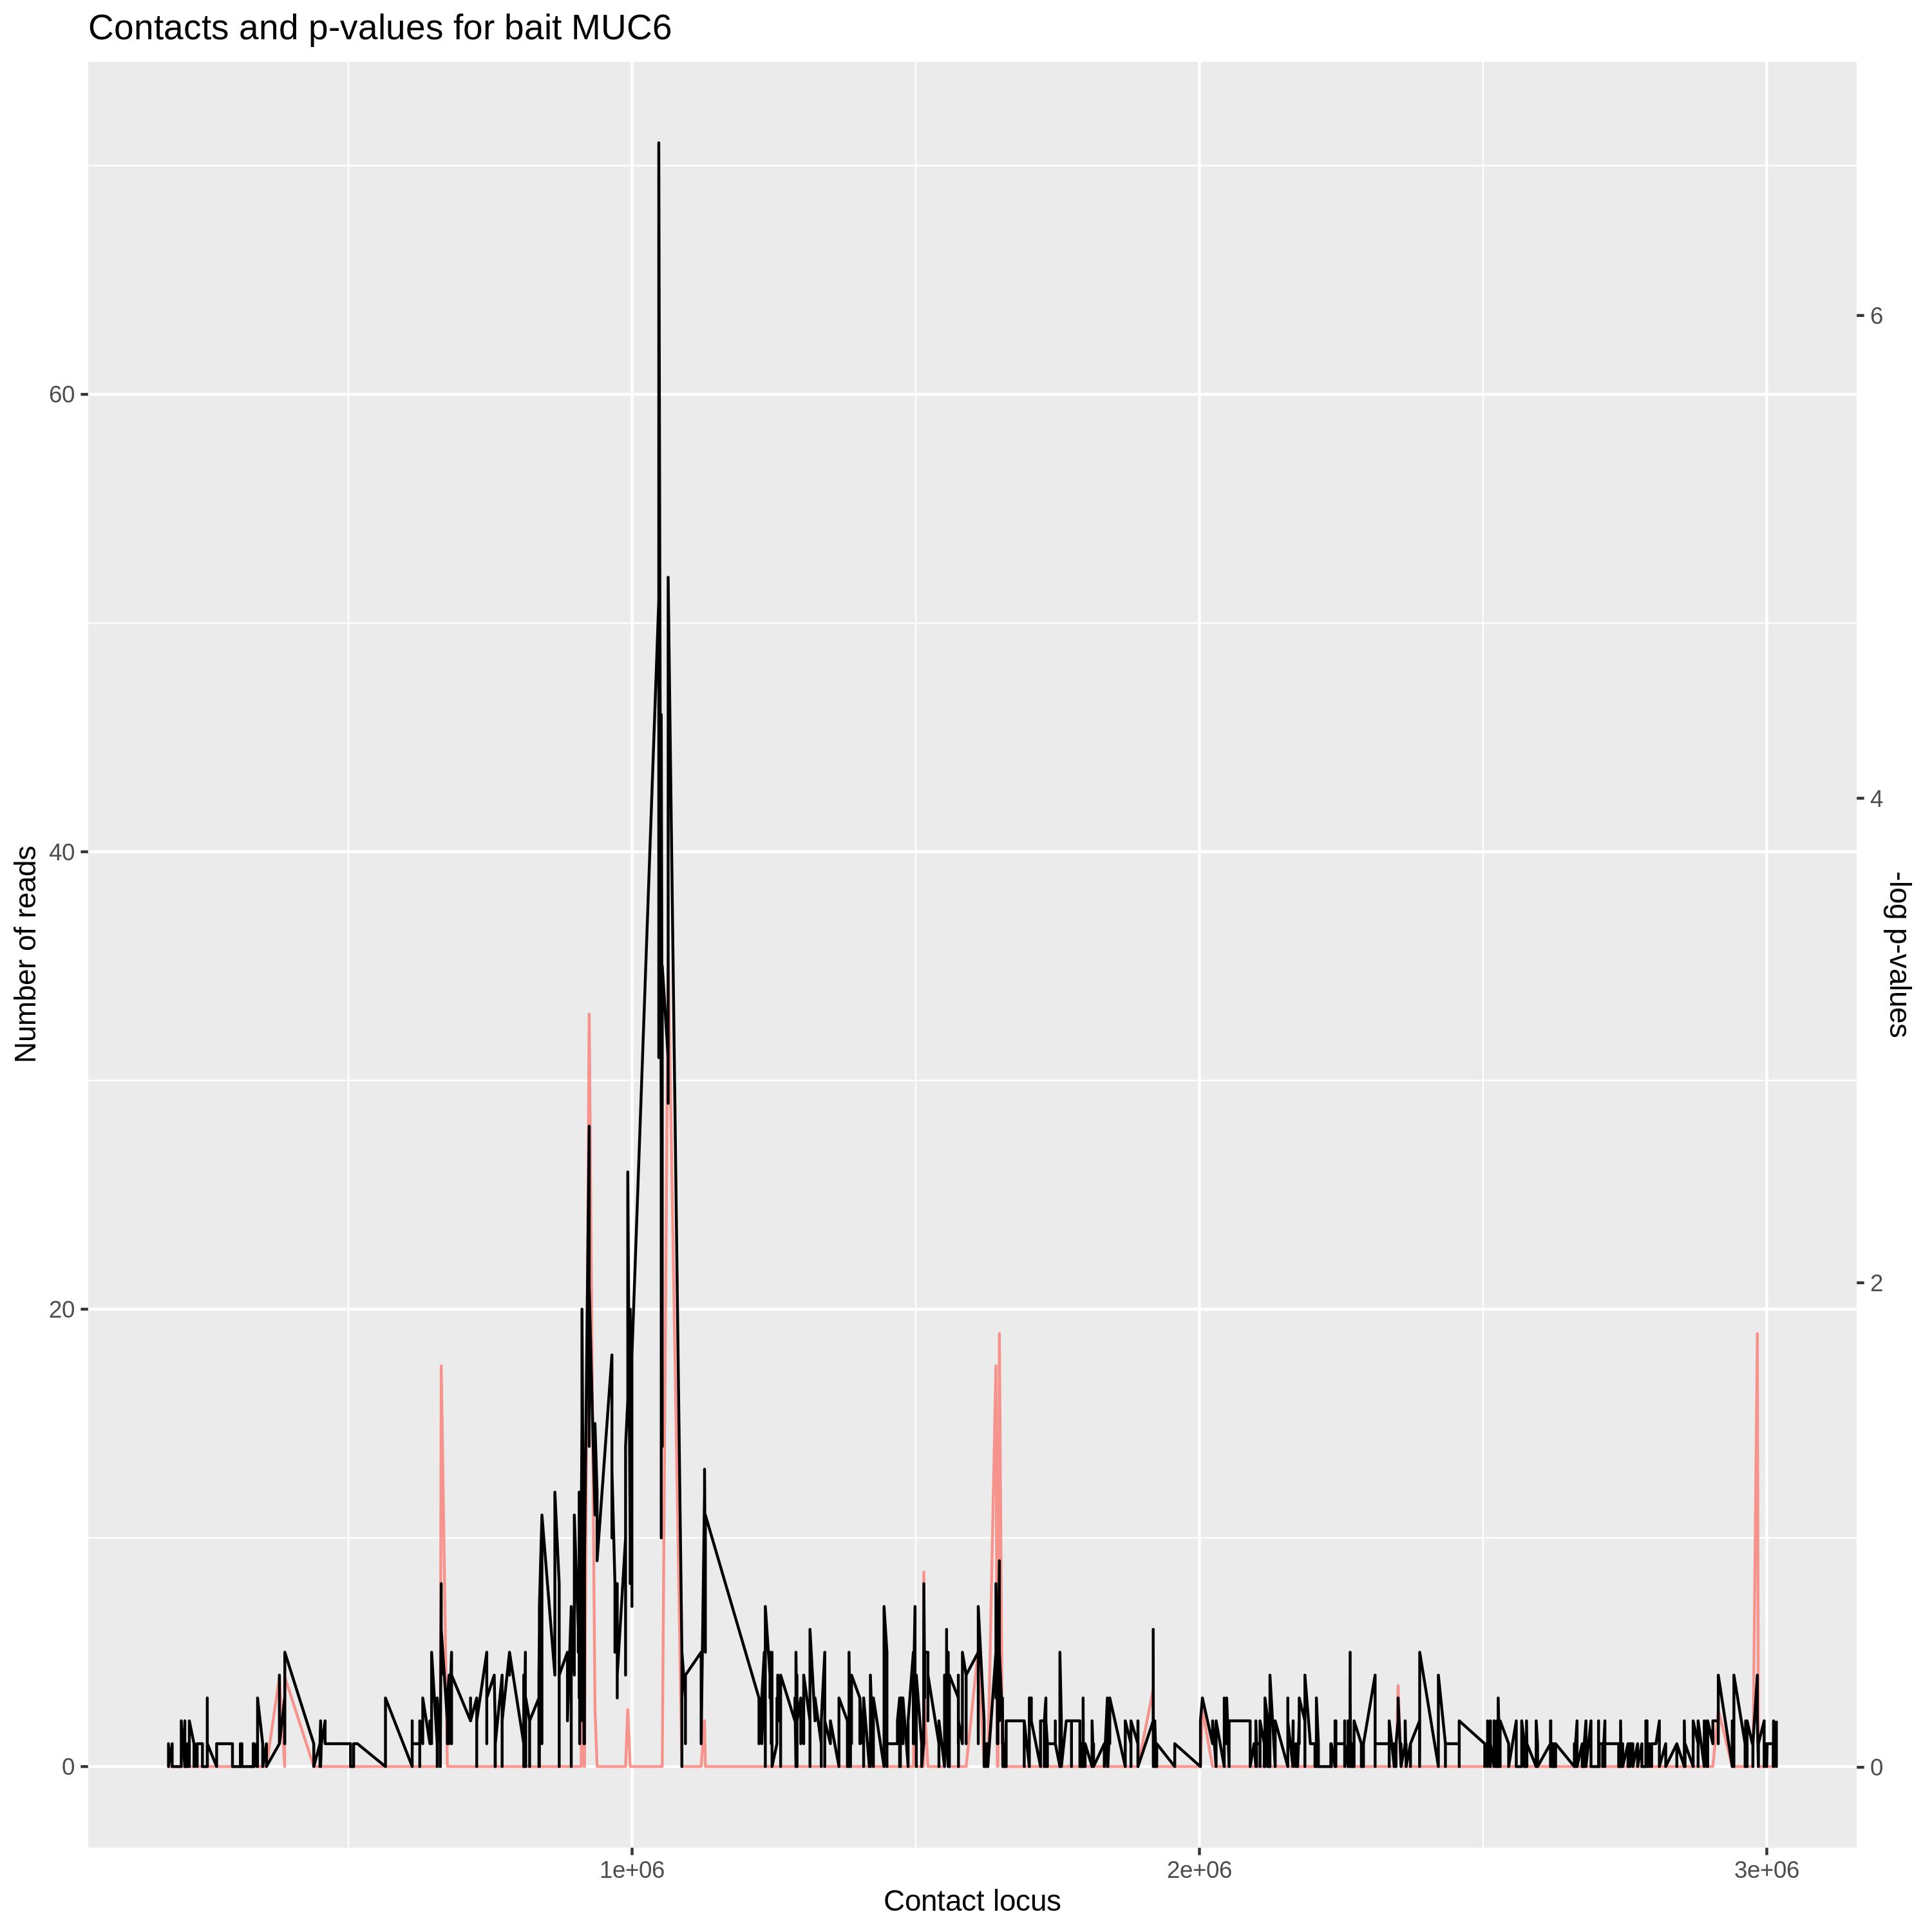 Contacts and p-values for bait MUC6
Number of reads
60
40
20
0
6
4
2
0
-log p-values
1e+06
2e+06
3e+06
Contact locus